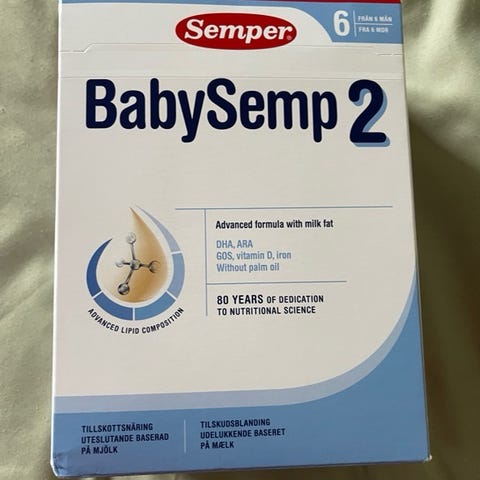 Semper®
6 FRÅN 6 MÅN
FRA 6 MDR
BabySemp 2
Advanced formula with milk fat
DHA, ARA
GOS, vitamin D, iron
Without palm oil
80 YEARS OF DEDICATION
TO NUTRITIONAL SCIENCE
ADVANCED LIPID COMPOSITION
TILLSKOTTSNÄRING
UTESLUTANDE BASERAD
PÅ MJÖLK
TILSKUDSBLANDING
UDELUKKENDE BASERET
PÅ MÆLK